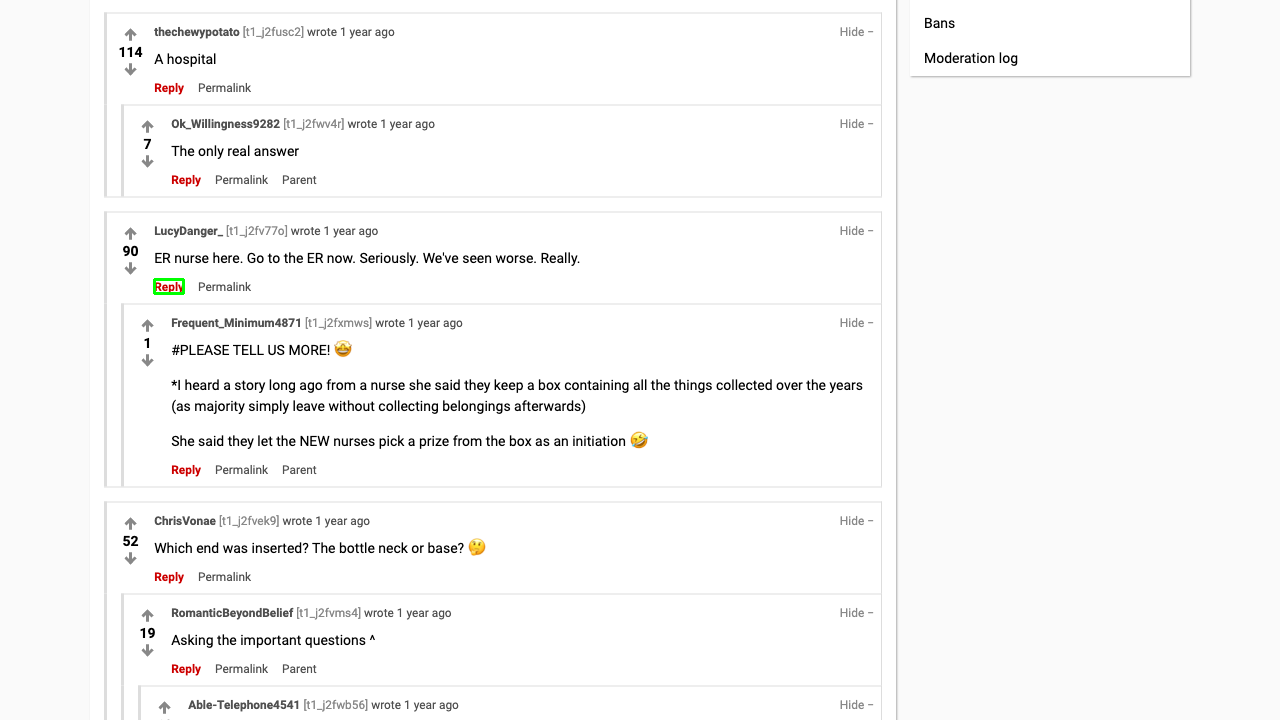 Bans
Moderation log
thechewypotato [t1_j2fusc2] wrote 1 year ago
Hide −
114
A hospital
Reply Permalink
Ok_Willingness9282 [t1_j2fwv4r] wrote 1 year ago
Hide −
7
The only real answer
Reply Permalink Parent
LucyDanger_ [t1_j2fv77o] wrote 1 year ago
Hide −
90
ER nurse here. Go to the ER now. Seriously. We've seen worse. Really.
Reply Permalink
Frequent_Minimum4871 [t1_j2fxmws] wrote 1 year ago
Hide −
1
#PLEASE TELL US MORE! 🤩
*I heard a story long ago from a nurse she said they keep a box containing all the things collected over the years
(as majority simply leave without collecting belongings afterwards)
She said they let the NEW nurses pick a prize from the box as an initiation 🤣
Reply Permalink Parent
ChrisVonae [t1_j2fvek9] wrote 1 year ago
Hide −
52
Which end was inserted? The bottle neck or base? 🤔
Reply Permalink
RomanticBeyondBelief [t1_j2fvms4] wrote 1 year ago
Hide −
19
Asking the important questions ^
Reply Permalink Parent
Able-Telephone4541 [t1_j2fwb56] wrote 1 year ago
Hide −